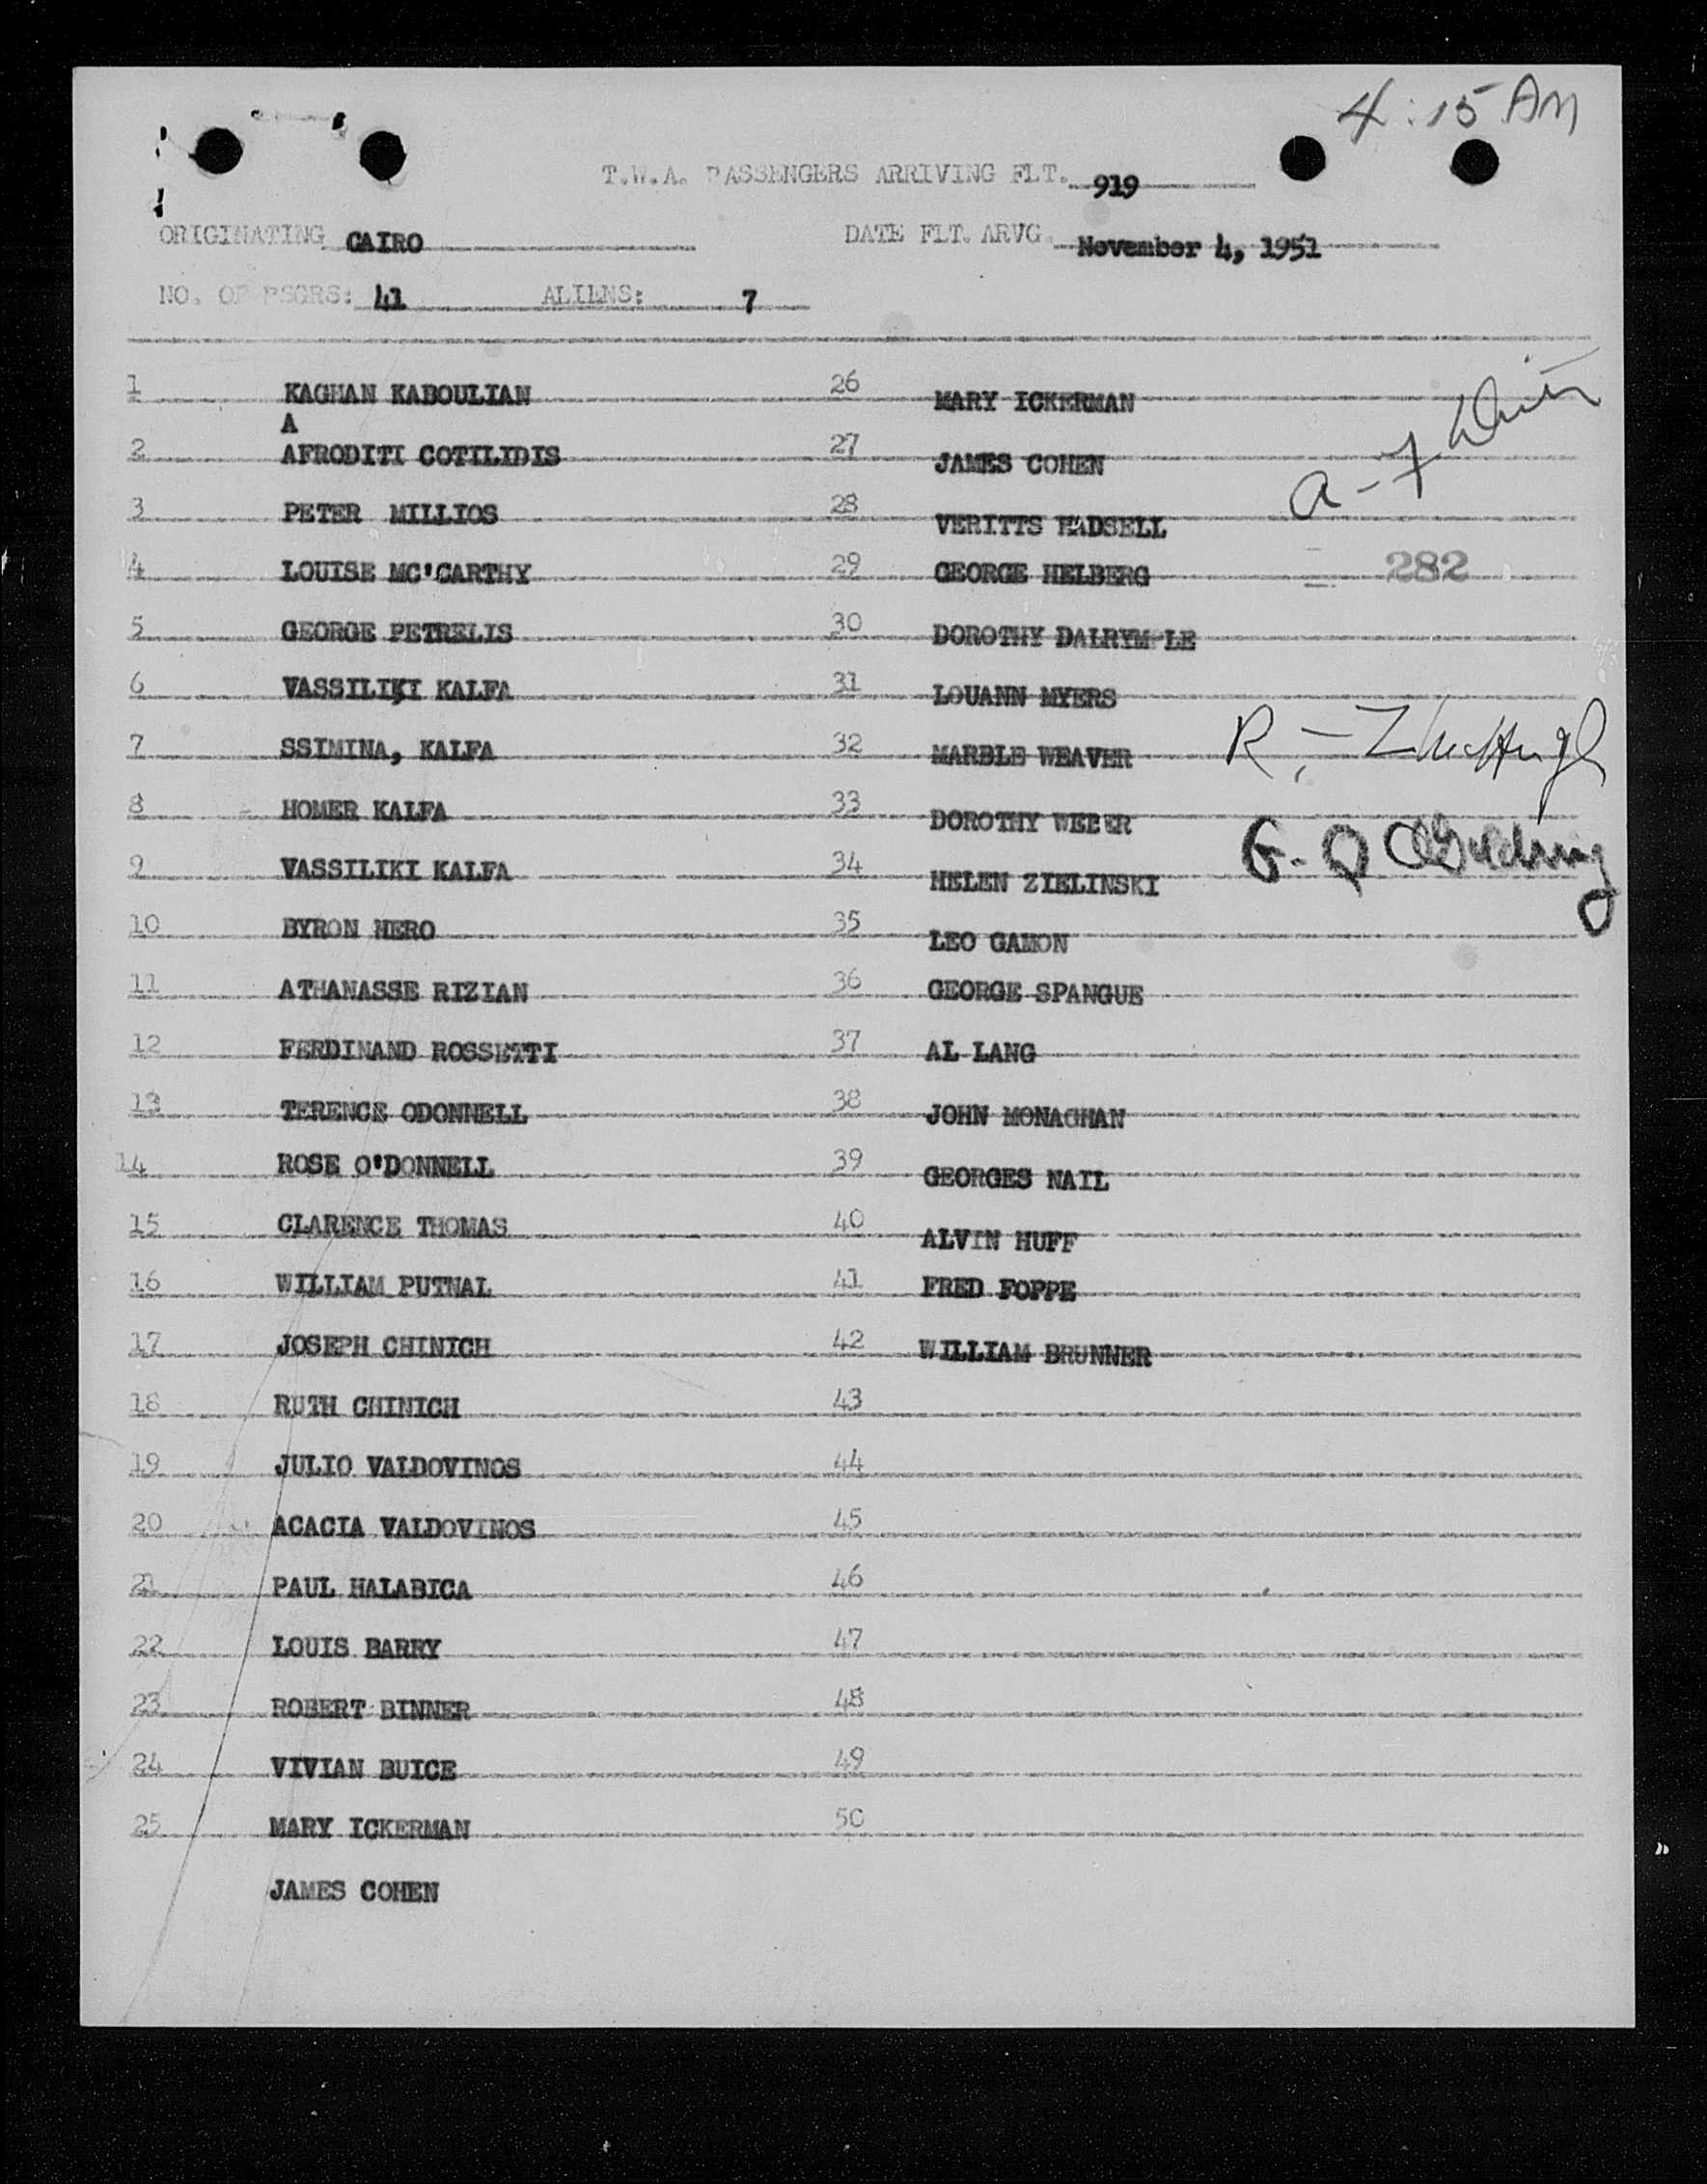 4:15 AM
T.W.A. PASSENGERS ARRIVING FLT. 919
ORIGINATING CAIRO DATE FLT. ARVG. November 4, 1951
NO. OF PSGRS: 41 ALIENS: 7
1 KAGHAN KABOULIAN
A
2 AFRODITI COTILIDIS
3 PETER MILLIOS
4 LOUISE MC'CARTHY
5 GEORGE PETRELIS
6 VASSILIKI KALFA
7 SSIMINA, KALFA
8 HOMER KALFA
9 VASSILIKI KALFA
10 BYRON NERO
11 ATHANASSE RIZIAN
12 FERDINAND ROSSETTI
13 TERENCE ODONNELL
14 ROSE O'DONNELL
15 CLARENCE THOMAS
16 WILLIAM PUTNAL
17 JOSEPH CHINICH
18 RUTH CHINICH
19 JULIO VALDOVINOS
20 ACACIA VALDOVINOS
21 PAUL HALABICA
22 LOUIS BARRY
23 ROBERT BINNER
24 VIVIAN BUICE
25 MARY ICKERMAN
JAMES COHEN
26 MARY ICKERMAN
27 JAMES COHEN
28 VERITTS HADSELL
29 GEORGE HELBERG
30 DOROTHY DALRYMPLE
31 LOUANN MYERS
32 MARBLE WEAVER
33 DOROTHY WEBER
34 HELEN ZIELINSKI
35 LEO GAMON
36 GEORGE SPANGUE
37 AL LANG
38 JOHN MONAGHAN
39 GEORGES NAIL
40 ALVIN HUFF
41 FRED FOPPE
42 WILLIAM BRUNNER
43
44
45
46
47
48
49
50
a - 7
282
R, -
G. Q